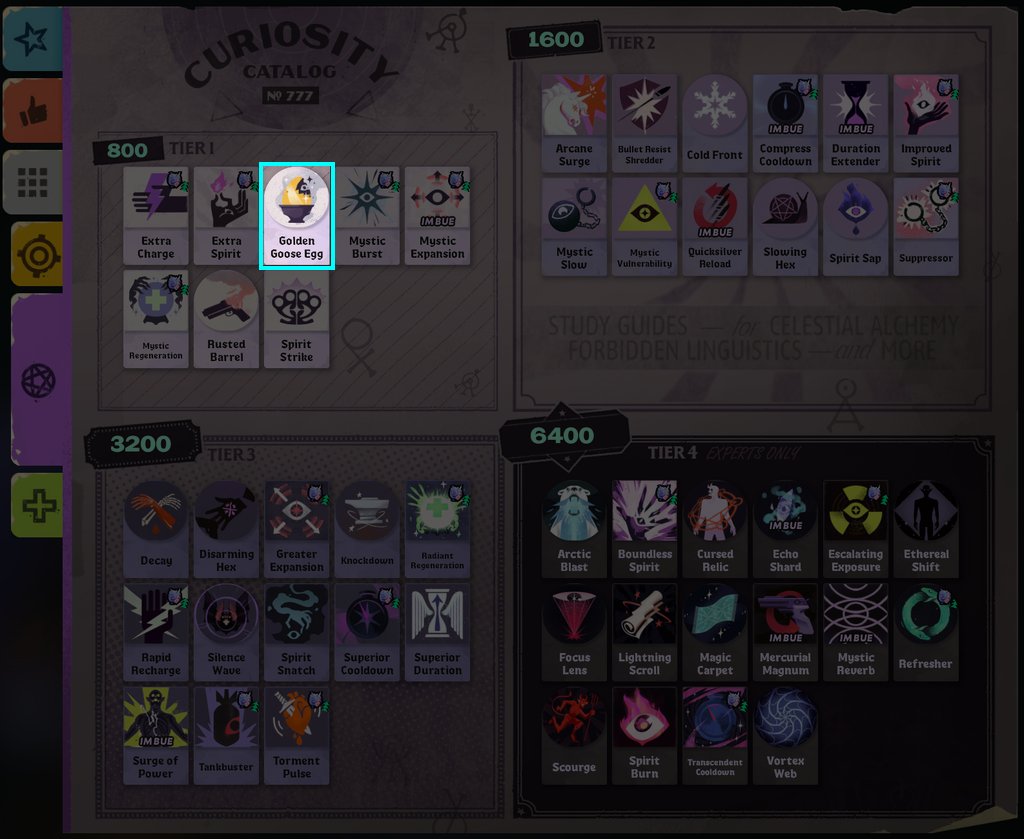 CURIOSITY
CATALOG
Nº 777
800 TIER 1
Extra Charge
Extra Spirit
Golden Goose Egg
Mystic Burst
IMBUE
Mystic Expansion
Mystic Regeneration
Rusted Barrel
Spirit Strike
1600 TIER 2
Arcane Surge
Bullet Resist Shredder
Cold Front
IMBUE
Compress Cooldown
IMBUE
Duration Extender
Improved Spirit
Mystic Slow
Mystic Vulnerability
IMBUE
Quicksilver Reload
Slowing Hex
Spirit Sap
Suppressor
STUDY GUIDES — for CELESTIAL ALCHEMY
FORBIDDEN LINGUISTICS — and MORE
3200 TIER 3
Decay
Disarming Hex
Greater Expansion
Knockdown
Radiant Regeneration
Rapid Recharge
Silence Wave
Spirit Snatch
Superior Cooldown
Superior Duration
IMBUE
Surge of Power
Tankbuster
Torment Pulse
6400 TIER 4 EXPERTS ONLY
Arctic Blast
Boundless Spirit
Cursed Relic
IMBUE
Echo Shard
Escalating Exposure
Ethereal Shift
Focus Lens
Lightning Scroll
Magic Carpet
IMBUE
Mercurial Magnum
IMBUE
Mystic Reverb
Refresher
Scourge
Spirit Burn
Transcendent Cooldown
Vortex Web